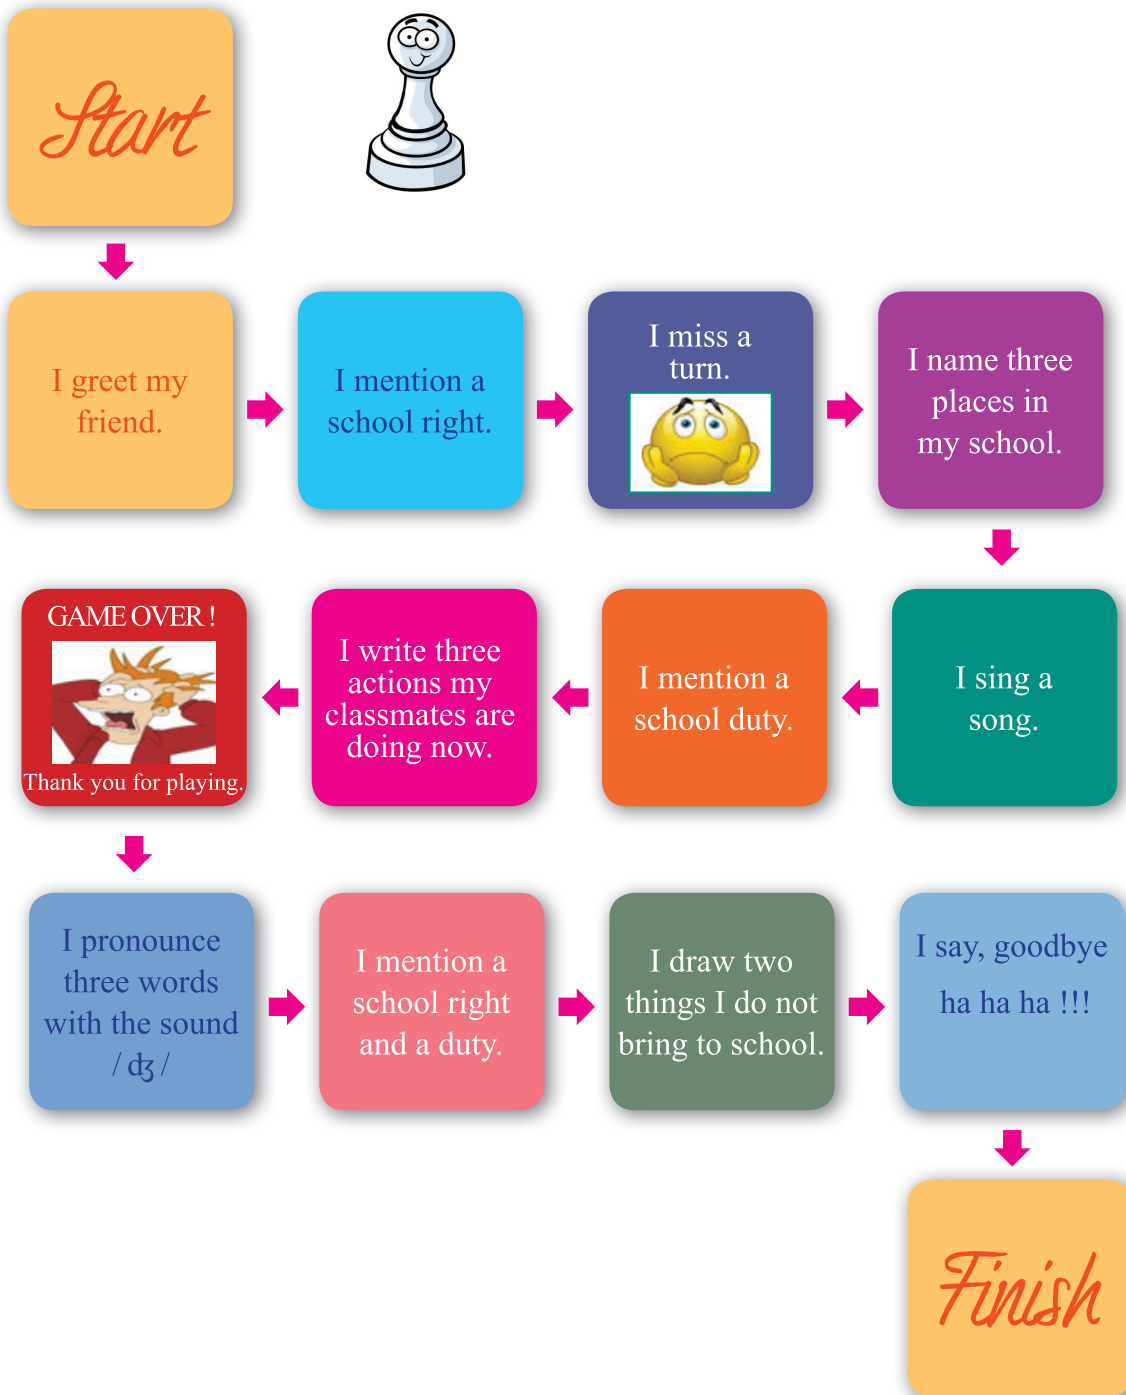 Start
I greet my
friend.
I mention a
school right.
I miss a
turn.
I name three
places in
my school.
I sing a
song.
I mention a
school duty.
I write three
actions my
classmates are
doing now.
GAME OVER !
Thank you for playing.
I pronounce
three words
with the sound
/ ʤ /
I mention a
school right
and a duty.
I draw two
things I do not
bring to school.
I say, goodbye
ha ha ha !!!
Finish